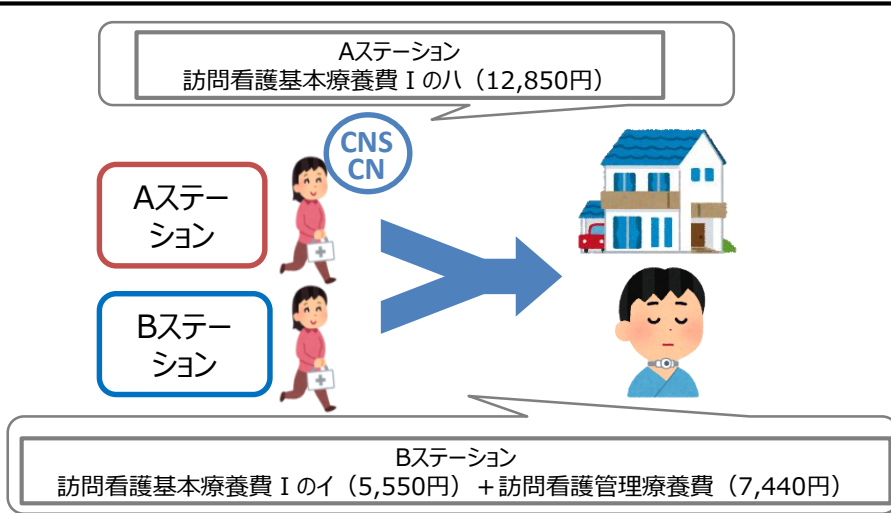 Aステーション
訪問看護基本療養費Ⅰのハ（12,850円）
CNS
CN
Aステー
ション
Bステー
ション
Bステーション
訪問看護基本療養費Ⅰのイ（5,550円）＋訪問看護管理療養費（7,440円）